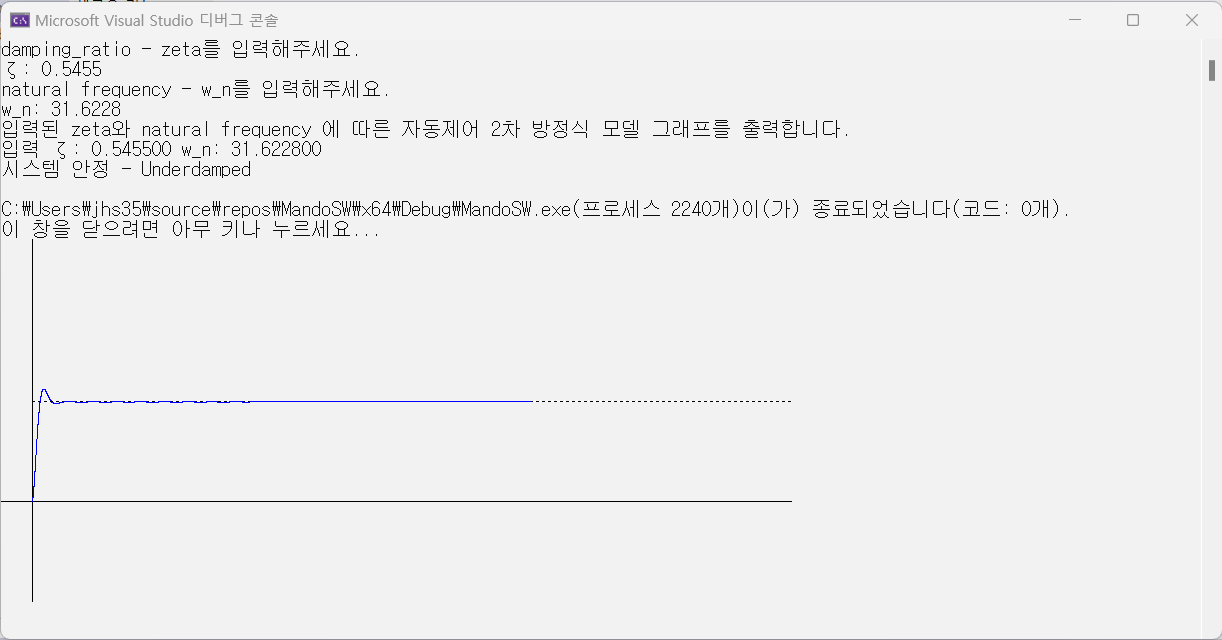 Microsoft Visual Studio 디버그 콘솔
damping_ratio - zeta를 입력해주세요.
ζ: 0.5455
natural frequency - w_n를 입력해주세요.
w_n: 31.6228
입력된 zeta와 natural frequency 에 따른 자동제어 2차 방정식 모델 그래프를 출력합니다.
입력 ζ: 0.545500 w_n: 31.622800
시스템 안정 - Underdamped
C:₩Users₩jhs35₩source₩repos₩MandoSW₩x64₩Debug₩MandoSW.exe(프로세스 2240개)이(가) 종료되었습니다(코드: 0개).
이 창을 닫으려면 아무 키나 누르세요...